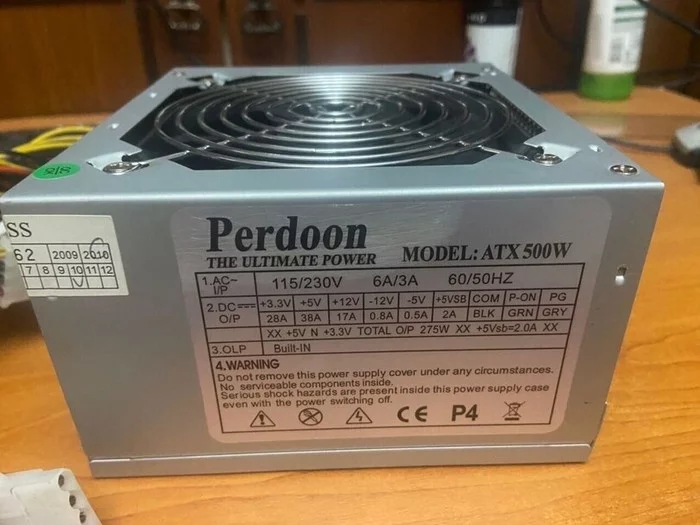 SS
62 2009 2010
7 8 9 10 11 12
Perdoon
THE ULTIMATE POWER MODEL: ATX 500W
1.AC~ I/P 115/230V 6A/3A 60/50HZ
2.DC O/P +3.3V +5V +12V -12V -5V +5VSB COM P-ON PG
28A 38A 17A 0.8A 0.5A 2A BLK GRN GRY
XX +5V N +3.3V TOTAL O/P 275W XX +5Vsb=2.0A XX
3.OLP Built-IN
4.WARNING
Do not remove this power supply cover under any circumstances.
No serviceable components inside.
Serious shock hazards are present inside this power supply case
even with the power switching off.
CE P4